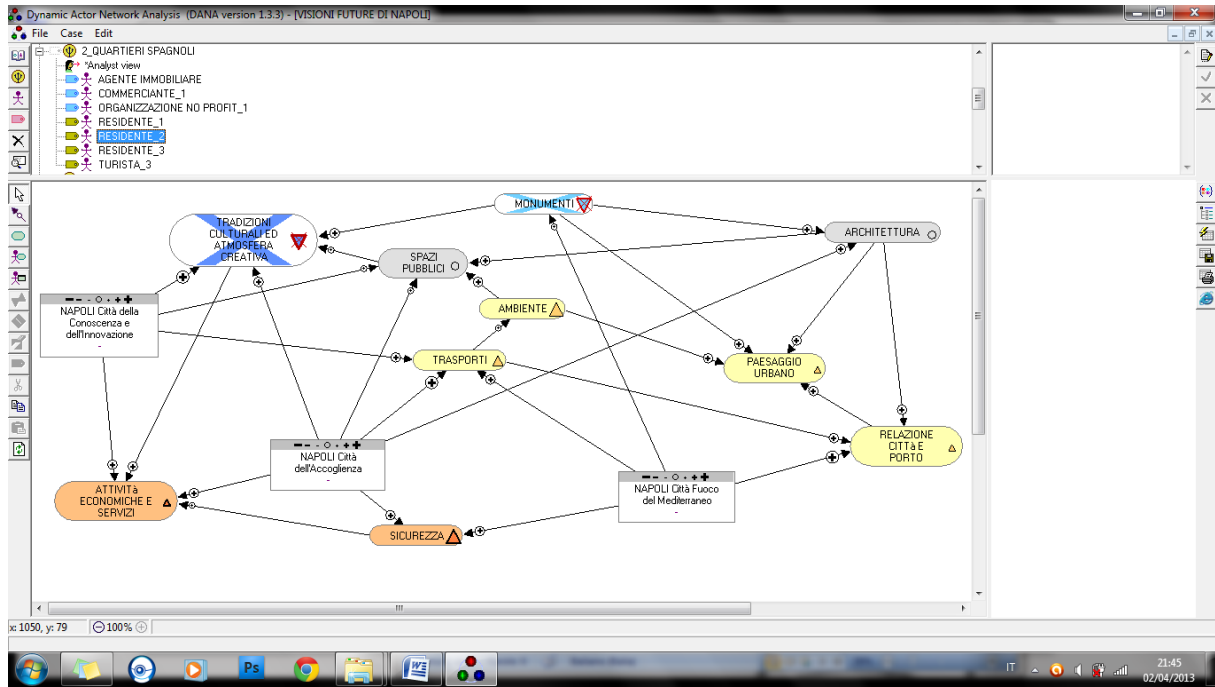 Dynamic Actor Network Analysis (DANA version 1.3.3) - [VISIONI FUTURE DI NAPOLI]
File Case Edit
2_QUARTIERI SPAGNOLI
*Analyst view
AGENTE IMMOBILIARE
COMMERCIANTE_1
ORGANIZZAZIONE NO PROFIT_1
RESIDENTE_1
RESIDENTE_2
RESIDENTE_3
TURISTA_3
MONUMENTI
TRADIZIONI
CULTURALI ED
ATMOSFERA
CREATIVA
ARCHITETTURA
SPAZI
PUBBLICI
AMBIENTE
NAPOLI Città della
Conoscenza e
dell'Innovazione
-
TRASPORTI
PAESAGGIO
URBANO
RELAZIONE
CITTà E
PORTO
NAPOLI Città
dell'Accoglienza
-
NAPOLI Città Fuoco
del Mediterraneo
-
ATTIVITà
ECONOMICHE E
SERVIZI
SICUREZZA
x: 1050, y: 79 100%
Ps
W
IT
21:45
02/04/2013